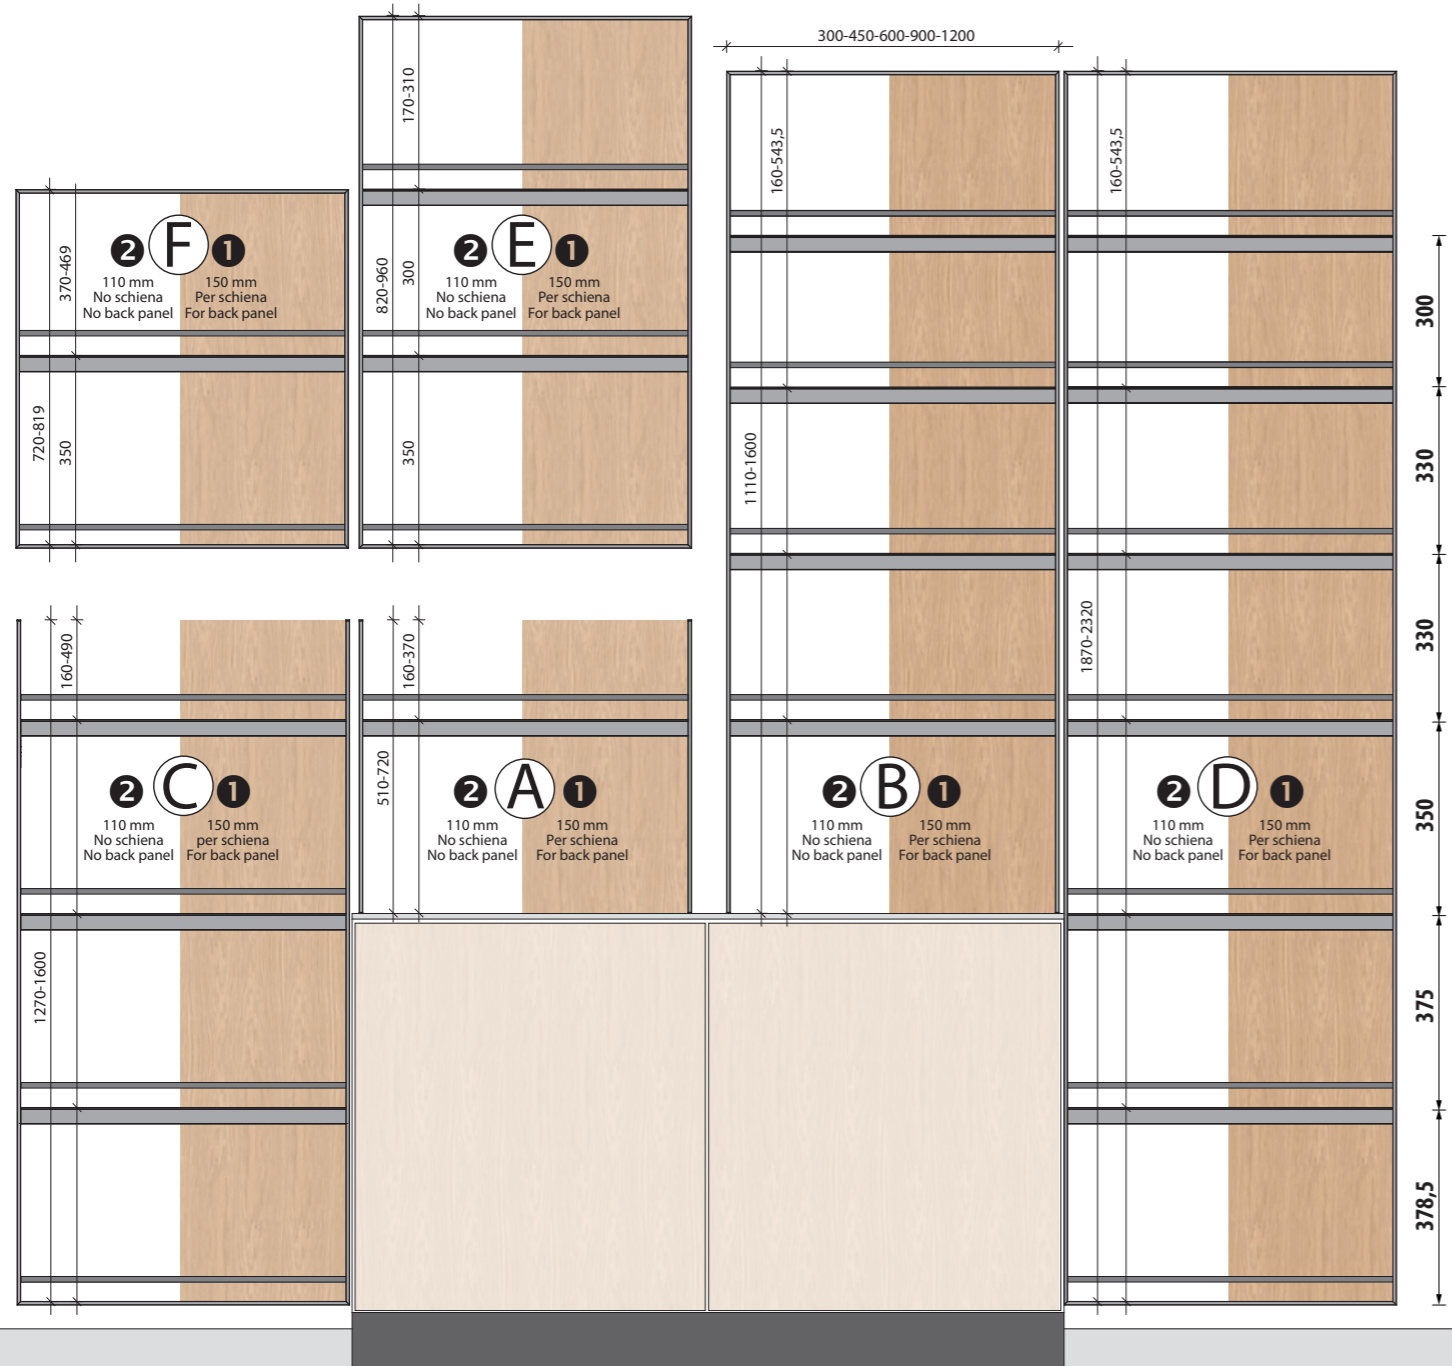 300-450-600-900-1200
370-469
720-819
350
2 F 1
110 mm
No schiena
No back panel
150 mm
Per schiena
For back panel
170-310
820-960
300
350
2 E 1
110 mm
No schiena
No back panel
150 mm
Per schiena
For back panel
160-543,5
1110-1600
160-543,5
1870-2320
300
330
330
350
375
378,5
160-490
1270-1600
2 C 1
110 mm
No schiena
No back panel
150 mm
per schiena
For back panel
160-370
510-720
2 A 1
110 mm
No schiena
No back panel
150 mm
Per schiena
For back panel
2 B 1
110 mm
No schiena
No back panel
150 mm
Per schiena
For back panel
2 D 1
110 mm
No schiena
No back panel
150 mm
Per schiena
For back panel